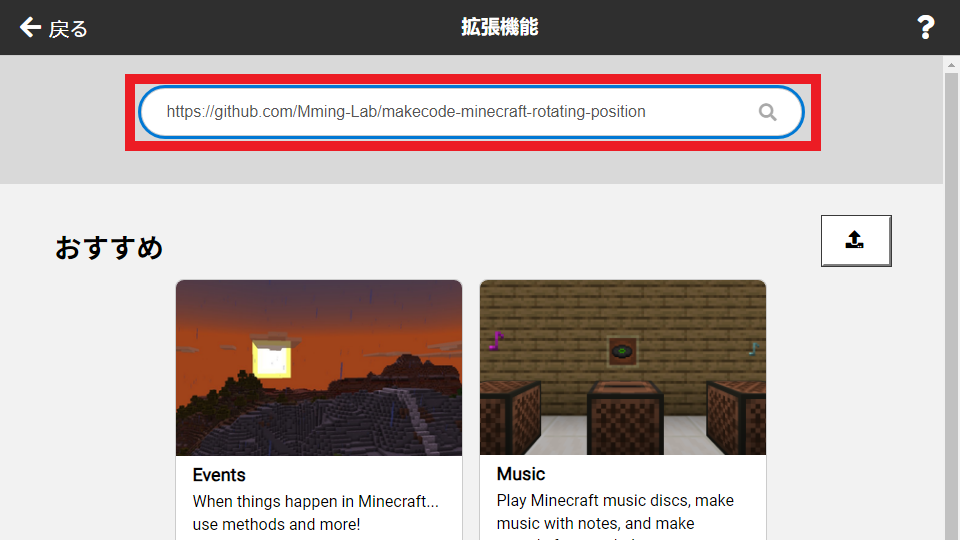 戻る
拡張機能
?
https://github.com/Mming-Lab/makecode-minecraft-rotating-position
おすすめ
Events
When things happen in Minecraft...
use methods and more!
Music
Play Minecraft music discs, make
music with notes, and make